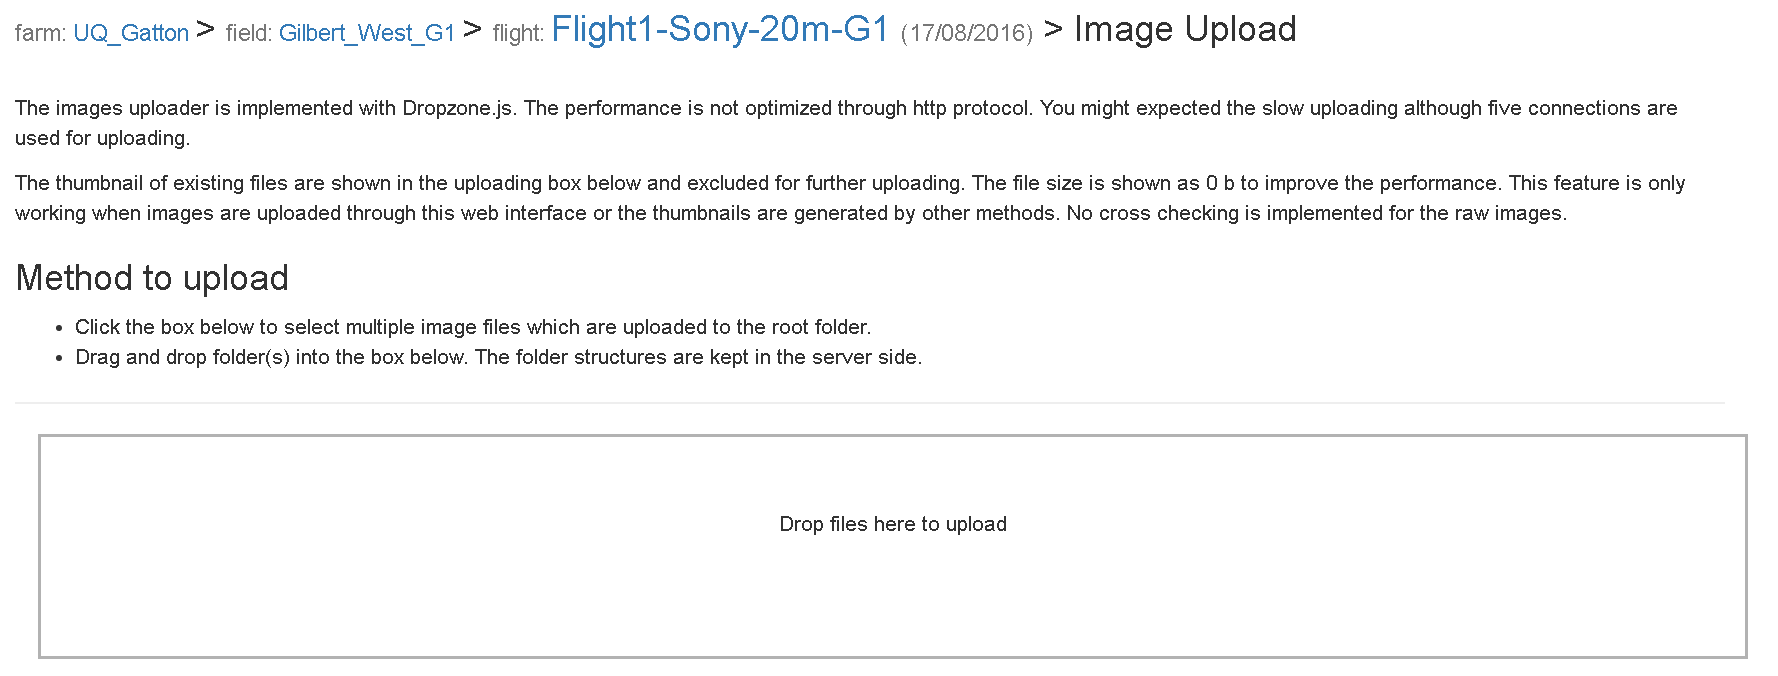 farm: UQ_Gatton > field: Gilbert_West_G1 > flight: Flight1-Sony-20m-G1 (17/08/2016) > Image Upload
The images uploader is implemented with Dropzone.js. The performance is not optimized through http protocol. You might expected the slow uploading although five connections are
used for uploading.
The thumbnail of existing files are shown in the uploading box below and excluded for further uploading. The file size is shown as 0 b to improve the performance. This feature is only
working when images are uploaded through this web interface or the thumbnails are generated by other methods. No cross checking is implemented for the raw images.
Method to upload
• Click the box below to select multiple image files which are uploaded to the root folder.
• Drag and drop folder(s) into the box below. The folder structures are kept in the server side.
Drop files here to upload